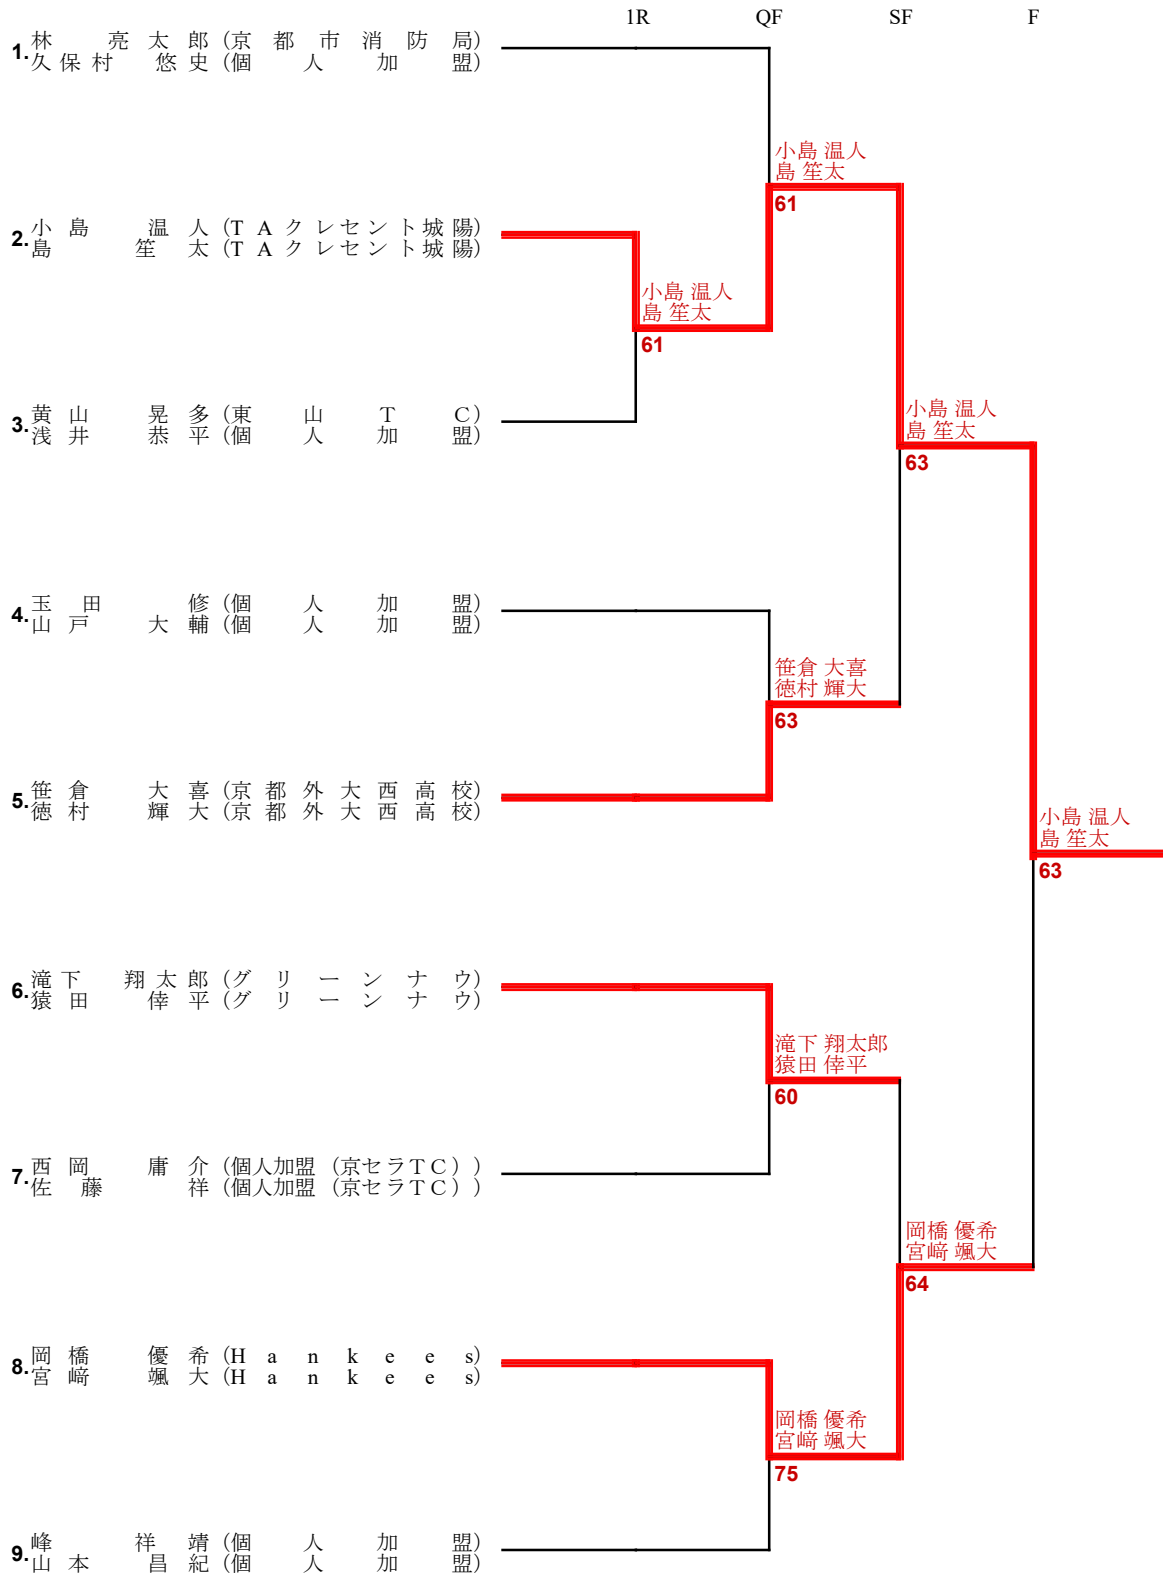 1R QF SF F
1. 林 亮太郎 (京都市消防局)
久保村 悠史 (個人加盟)
小島 温人
島 笙太
61
2. 小島 温人 (TAクレセント城陽)
島 笙太 (TAクレセント城陽)
小島 温人
島 笙太
61
3. 黄山 晃多 (東山TC)
浅井 恭平 (個人加盟)
小島 温人
島 笙太
63
4. 玉田 修 (個人加盟)
山戸 大輔 (個人加盟)
笹倉 大喜
徳村 輝大
63
5. 笹倉 大喜 (京都外大西高校)
徳村 輝大 (京都外大西高校)
小島 温人
島 笙太
63
6. 滝下 翔太郎 (グリーンナウ)
猿田 倖平 (グリーンナウ)
滝下 翔太郎
猿田 倖平
60
7. 西岡 庸介 (個人加盟(京セラTC))
佐藤 祥 (個人加盟(京セラTC))
岡橋 優希
宮﨑 颯大
64
8. 岡橋 優希 (Hankees)
宮﨑 颯大 (Hankees)
岡橋 優希
宮﨑 颯大
75
9. 峰 祥靖 (個人加盟)
山本 昌紀 (個人加盟)